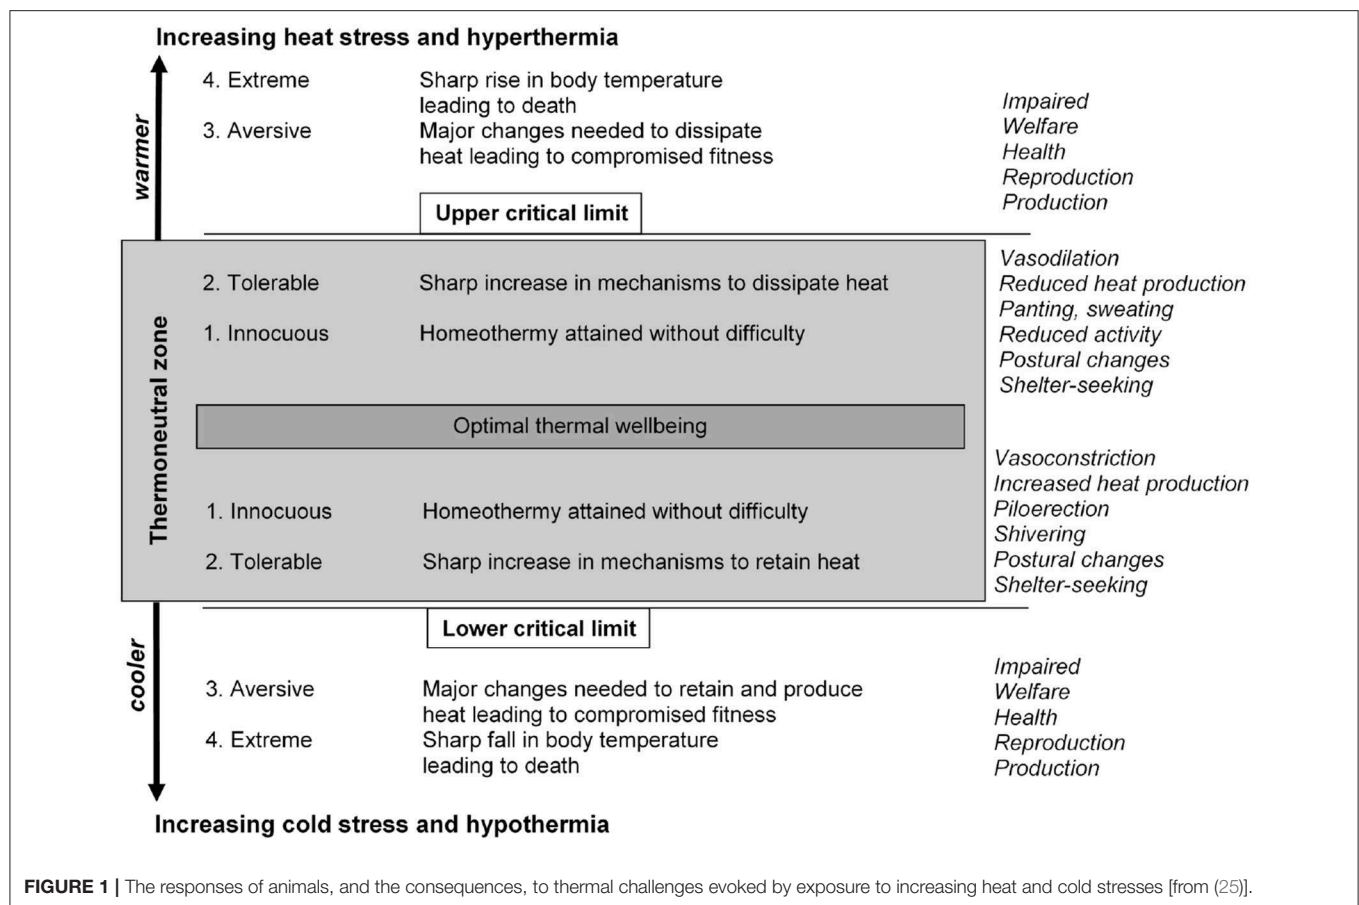 Increasing heat stress and hyperthermia
warmer
4. Extreme
Sharp rise in body temperature
leading to death
3. Aversive
Major changes needed to dissipate
heat leading to compromised fitness
Impaired
Welfare
Health
Reproduction
Production
Upper critical limit
Thermoneutral zone
2. Tolerable
Sharp increase in mechanisms to dissipate heat
1. Innocuous
Homeothermy attained without difficulty
Vasodilation
Reduced heat production
Panting, sweating
Reduced activity
Postural changes
Shelter-seeking
Optimal thermal wellbeing
1. Innocuous
Homeothermy attained without difficulty
2. Tolerable
Sharp increase in mechanisms to retain heat
Vasoconstriction
Increased heat production
Piloerection
Shivering
Postural changes
Shelter-seeking
Lower critical limit
cooler
3. Aversive
Major changes needed to retain and produce
heat leading to compromised fitness
4. Extreme
Sharp fall in body temperature
leading to death
Impaired
Welfare
Health
Reproduction
Production
Increasing cold stress and hypothermia
FIGURE 1 | The responses of animals, and the consequences, to thermal challenges evoked by exposure to increasing heat and cold stresses [from (25)].